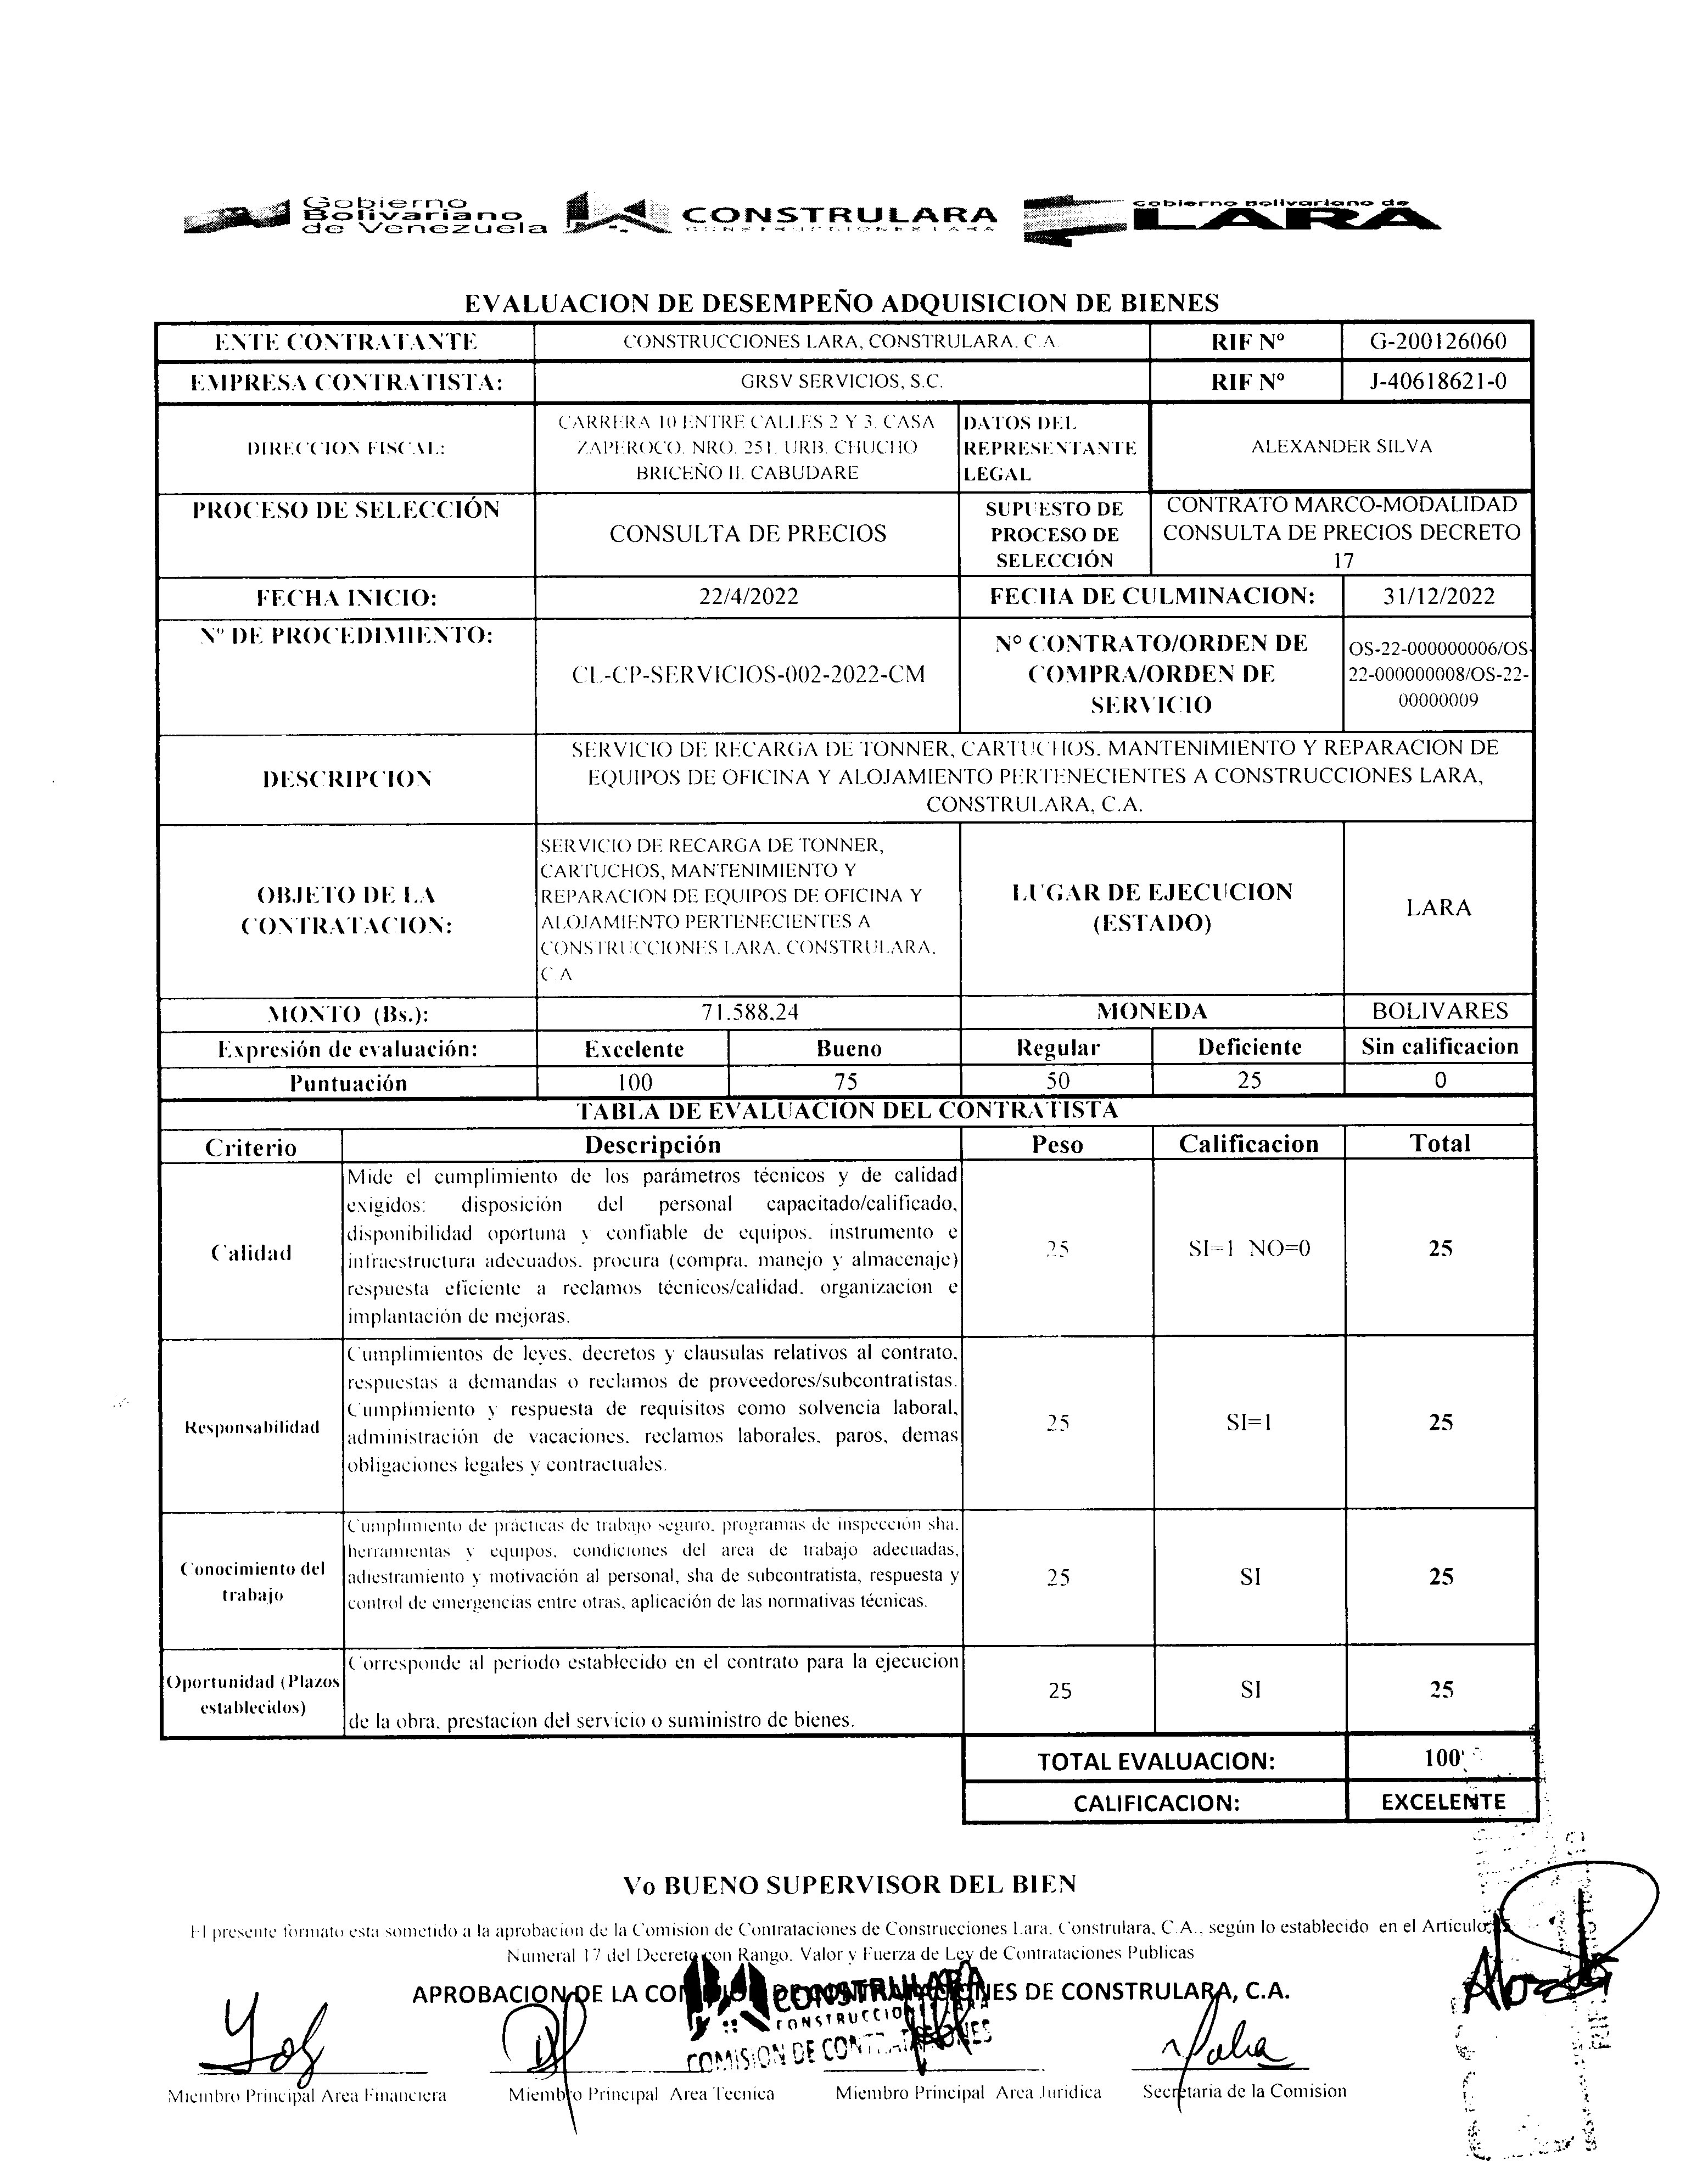 Gobierno
Bolivariano
de Venezuela
CONSTRULARA
CONSTRUCCIONES LARA
Gobierno Bolivariano de
LARA
EVALUACION DE DESEMPEÑO ADQUISICION DE BIENES
ENTE CONTRATANTE CONSTRUCCIONES LARA, CONSTRULARA. C.A. RIF Nº G-200126060
EMPRESA CONTRATISTA: GRSV SERVICIOS, S.C. RIF Nº J-40618621-0
DIRECCION FISCAL:
CARRERA 10 ENTRE CALLES 2 Y 3. CASA
ZAPEROCO. NRO. 251. URB. CHUCHO
BRICEÑO II. CABUDARE
DATOS DEL
REPRESENTANTE
LEGAL
ALEXANDER SILVA
PROCESO DE SELECCIÓN
CONSULTA DE PRECIOS
SUPUESTO DE
PROCESO DE
SELECCIÓN
CONTRATO MARCO-MODALIDAD
CONSULTA DE PRECIOS DECRETO
17
FECHA INICIO: 22/4/2022 FECHA DE CULMINACION: 31/12/2022
Nº DE PROCEDIMIENTO:
CL-CP-SERVICIOS-002-2022-CM
Nº CONTRATO/ORDEN DE
COMPRA/ORDEN DE
SERVICIO
OS-22-000000006/OS-
22-000000008/OS-22-
00000009
DESCRIPCION
SERVICIO DE RECARGA DE TONNER, CARTUCHOS. MANTENIMIENTO Y REPARACION DE
EQUIPOS DE OFICINA Y ALOJAMIENTO PERTENECIENTES A CONSTRUCCIONES LARA,
CONSTRULARA, C.A.
OBJETO DE LA
CONTRATACION:
SERVICIO DE RECARGA DE TONNER,
CARTUCHOS, MANTENIMIENTO Y
REPARACION DE EQUIPOS DE OFICINA Y
ALOJAMIENTO PERTENECIENTES A
CONSTRUCCIONES LARA. CONSTRULARA.
C.A
LUGAR DE EJECUCION
(ESTADO)
LARA
MONTO (Bs.): 71.588,24 MONEDA BOLIVARES
Expresión de evaluación: Excelente Bueno Regular Deficiente Sin calificacion
Puntuación 100 75 50 25 0
TABLA DE EVALUACION DEL CONTRATISTA
Criterio Descripción Peso Calificacion Total
Calidad
Mide el cumplimiento de los parámetros técnicos y de calidad
exigidos: disposición del personal capacitado/calificado,
disponibilidad oportuna y confiable de equipos. instrumento e
infraestructura adecuados. procura (compra. manejo y almacenaje)
respuesta eficiente a reclamos técnicos/calidad. organizacion e
implantación de mejoras.
25 SI=1 NO=0 25
Responsabilidad
Cumplimientos de leyes. decretos y clausulas relativos al contrato.
respuestas a demandas o reclamos de proveedores/subcontratistas.
Cumplimiento y respuesta de requisitos como solvencia laboral,
administración de vacaciones. reclamos laborales. paros, demas
obligaciones legales y contractuales.
25 SI=1 25
Conocimiento del
trabajo
Cumplimiento de prácticas de trabajo seguro, programas de inspección sha.
herramientas y equipos, condiciones del area de trabajo adecuadas,
adiestramiento y motivación al personal, sha de subcontratista, respuesta y
control de emergencias entre otras, aplicación de las normativas técnicas.
25 SI 25
Oportunidad (Plazos
establecidos)
Corresponde al periodo establecido en el contrato para la ejecucion
de la obra. prestacion del servicio o suministro de bienes.
25 SI 25
TOTAL EVALUACION: 100
CALIFICACION: EXCELENTE
Vo BUENO SUPERVISOR DEL BIEN
El presente formato esta sometido a la aprobacion de la Comision de Contrataciones de Construcciones Lara. Construlara. C.A., según lo establecido en el Articulo
Numeral 17 del Decreto con Rango. Valor y Fuerza de Ley de Contrataciones Publicas
APROBACION DE LA DE CONSTRULARA, C.A.
CONSTRULARA
CONSTRUCCIONES LARA
COMISION DE CONTRATACIONES
Miembro Principal Area Financiera
Miembro Principal Area Tecnica
Miembro Principal Area Juridica
Secretaria de la Comision